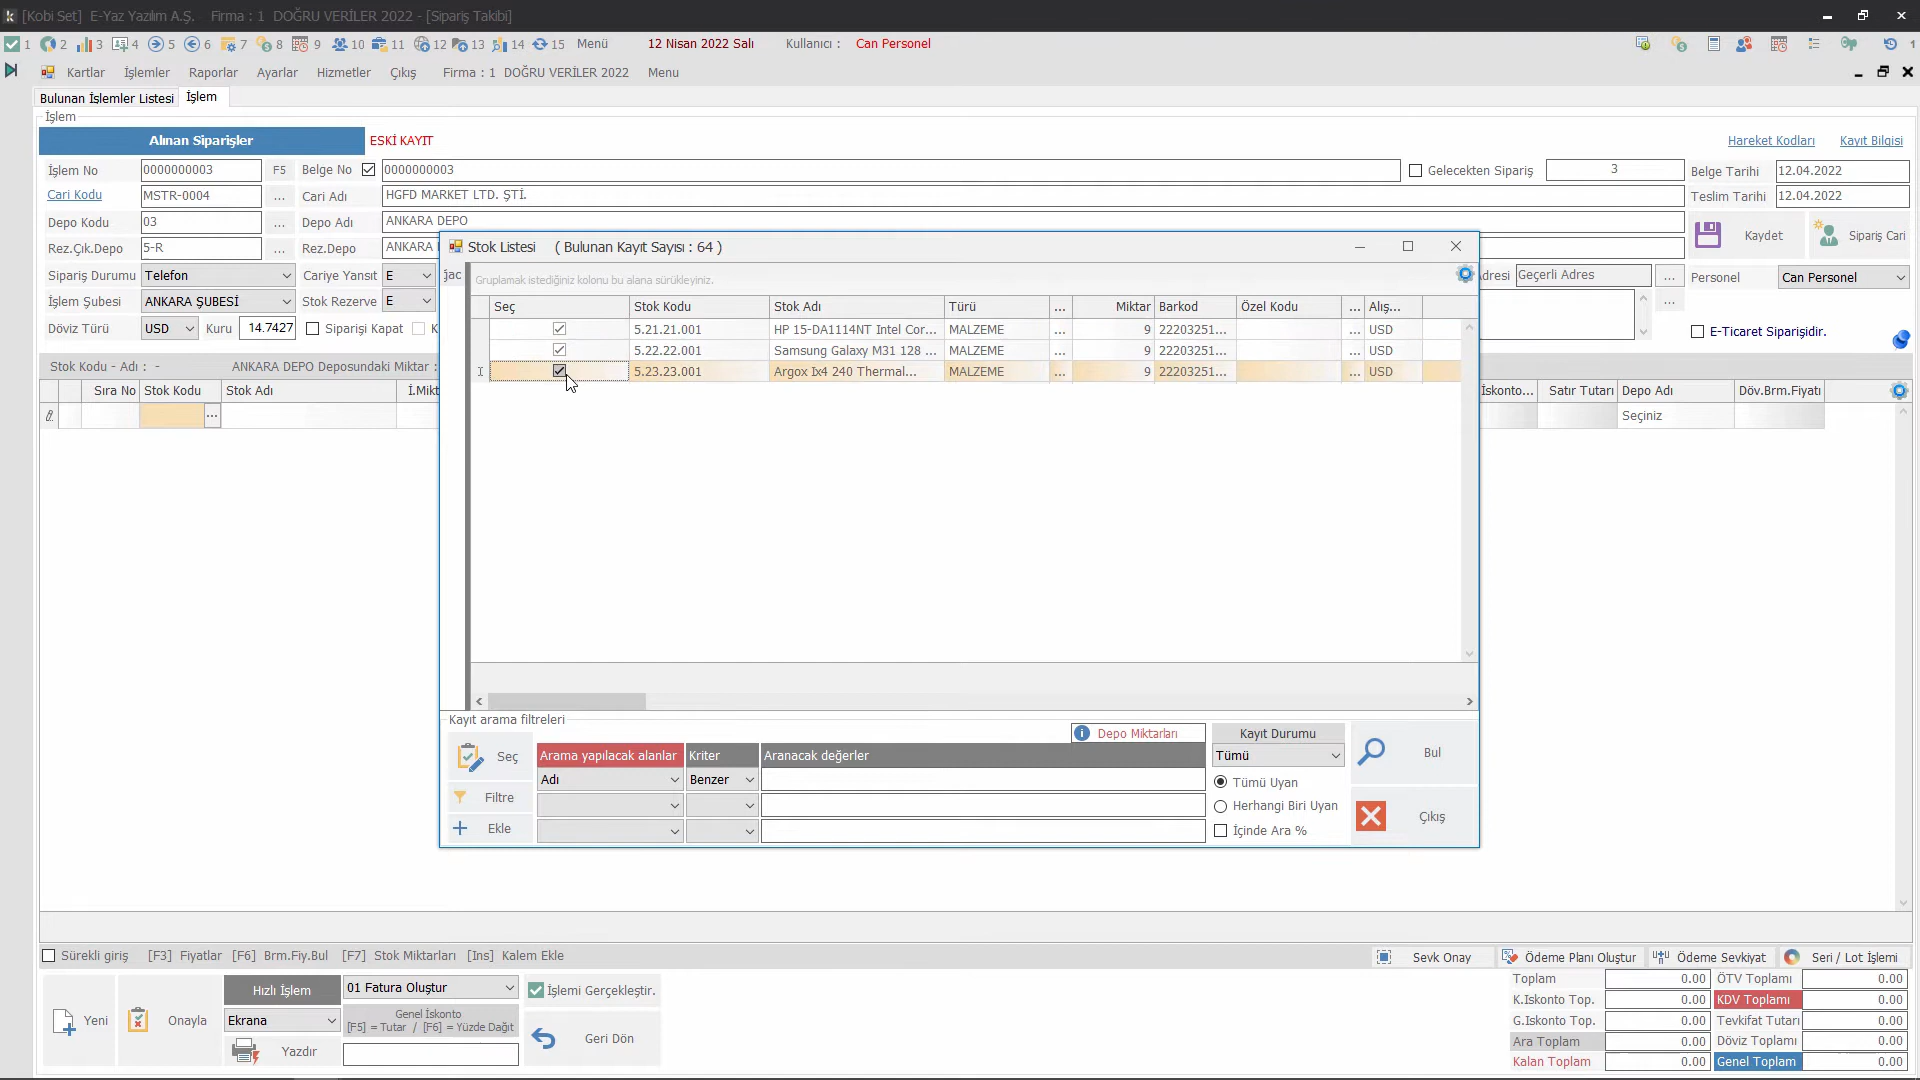 [Kobi Set] E-Yaz Yazılım A.Ş. Firma : 1 DOĞRU VERİLER 2022 - [Sipariş Takibi]
1 2 3 4 5 6 7 8 9 10 11 12 13 14 15 Menü 12 Nisan 2022 Salı Kullanıcı : Can Personel 1
Kartlar İşlemler Raporlar Ayarlar Hizmetler Çıkış Firma : 1 DOĞRU VERİLER 2022 Menu
Bulunan İşlemler Listesi İşlem
İşlem
Alınan Siparişler ESKİ KAYIT Hareket Kodları Kayıt Bilgisi
İşlem No 0000000003 F5 Belge No 0000000003 Gelecekten Sipariş 3 Belge Tarihi 12.04.2022
Cari Kodu MSTR-0004 ... Cari Adı HGFD MARKET LTD. ŞTİ. Teslim Tarihi 12.04.2022
Depo Kodu 03 ... Depo Adı ANKARA DEPO
Rez.Çık.Depo 5-R ... Rez.Depo ANKARA Kaydet Sipariş Cari
Sipariş Durumu Telefon Cariye Yansıt E Geçerli Adres ... Personel Can Personel
İşlem Şubesi ANKARA ŞUBESİ Stok Rezerve E ...
Döviz Türü USD Kuru 14.7427 Siparişi Kapat K E-Ticaret Siparişidir.
Stok Kodu - Adı : - ANKARA DEPO Deposundaki Miktar :
Sıra No Stok Kodu Stok Adı İ.Mikt İskonto... Satır Tutarı Depo Adı Döv.Brm.Fiyatı
... Seçiniz
Stok Listesi ( Bulunan Kayıt Sayısı : 64 )
Gruplamak istediğiniz kolonu bu alana sürükleyiniz.
Seç Stok Kodu Stok Adı Türü ... Miktar Barkod Özel Kodu ... Alış...
5.21.21.001 HP 15-DA1114NT Intel Cor... MALZEME ... 9 22203251... ... USD
5.22.22.001 Samsung Galaxy M31 128 ... MALZEME ... 9 22203251... ... USD
5.23.23.001 Argox Ix4 240 Thermal... MALZEME ... 9 22203251... ... USD
Kayıt arama filtreleri
Depo Miktarları Kayıt Durumu
Seç Arama yapılacak alanlar Kriter Aranacak değerler Tümü Bul
Adı Benzer Tümü Uyan
Filtre Herhangi Biri Uyan
Ekle İçinde Ara % Çıkış
Sürekli giriş [F3] Fiyatlar [F6] Brm.Fiy.Bul [F7] Stok Miktarları [Ins] Kalem Ekle Sevk Onay Ödeme Planı Oluştur Ödeme Sevkiyat Seri / Lot İşlemi
Yeni Onayla Hızlı İşlem 01 Fatura Oluştur İşlemi Gerçekleştir.
Ekrana Genel İskonto
[F5] = Tutar / [F6] = Yüzde Dağıt
Yazdır Geri Dön
Toplam 0.00 ÖTV Toplamı 0.00
K.Iskonto Top. 0.00 KDV Toplamı 0.00
G.Iskonto Top. 0.00 Tevkifat Tutarı 0.00
Ara Toplam 0.00 Döviz Toplamı 0.00
Kalan Toplam 0.00 Genel Toplam 0.00